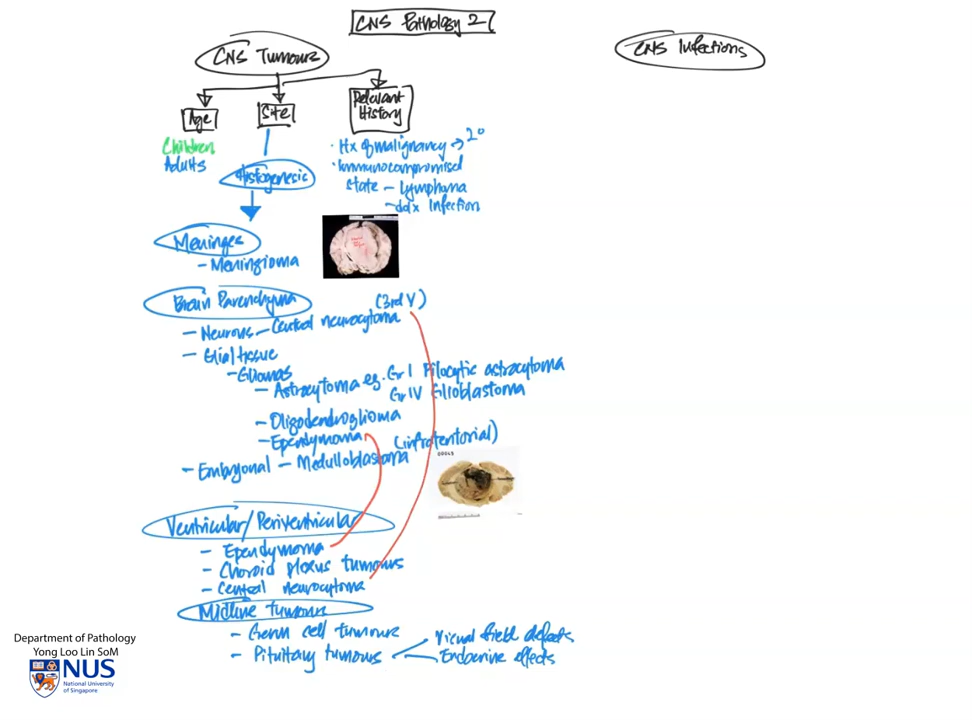 CNS Pathology 2
CNS Tumours
CNS Infections
Age
Site
Relevant
History
Children
Adults
· Hx of malignancy → 2°
· Immunocompromised
state - Lymphoma
- ddx Infection
Histogenesis
Meninges
- Meningioma
Brain Parenchyma
(3rd V)
- Neurons - Central neurocytoma
- Glial tissue
- Gliomas
- Astrocytoma eg. Gr I Pilocytic astrocytoma
Gr IV Glioblastoma
- Oligodendroglioma
- Ependymoma
(infratentorial)
- Embryonal - Medulloblastoma
00045
Ventricular/Periventricular
- Ependymoma
- Choroid plexus tumours
- Central neurocytoma
Midline tumours
- Germ cell tumours
- Pituitary tumours
Visual field defects
Endocrine effects
Department of Pathology
Yong Loo Lin SoM
NUS
National University
of Singapore